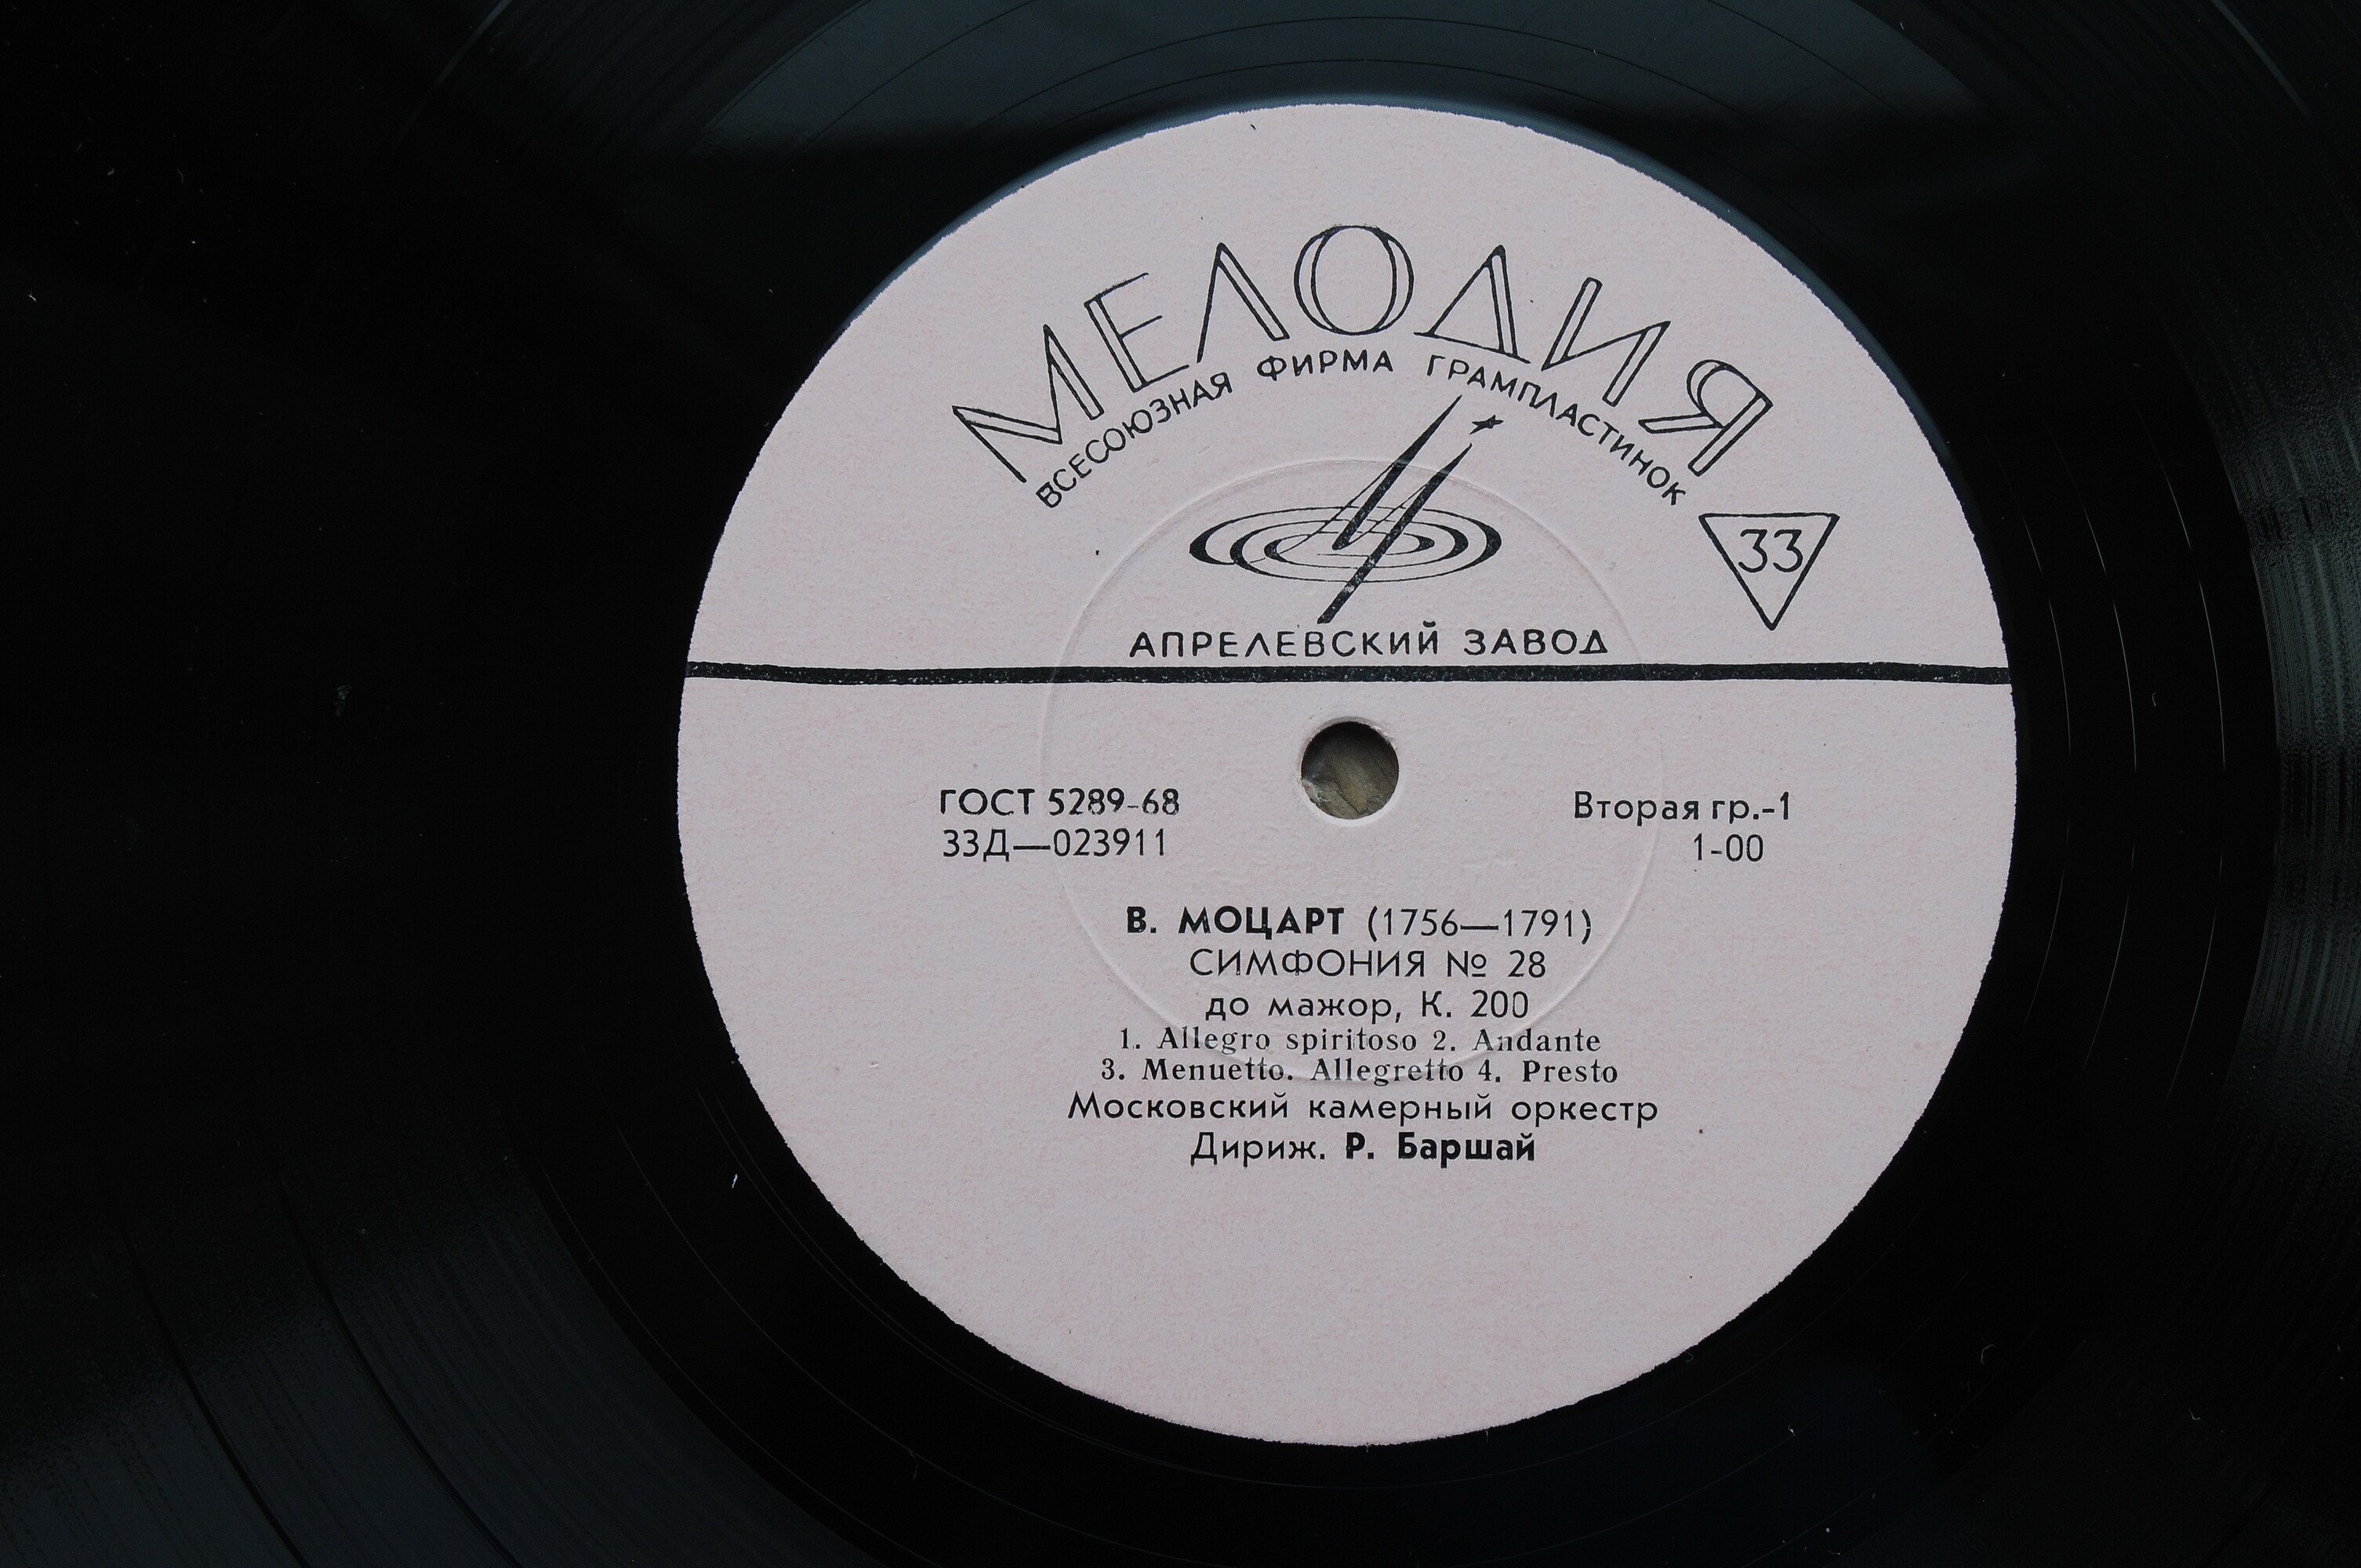 МЕЛОДИЯ
ВСЕСОЮЗНАЯ ФИРМА ГРАМПЛАСТИНОК
33
АПРЕЛЕВСКИЙ ЗАВОД
ГОСТ 5289-68
33Д—023911
Вторая гр.-1
1-00
В. МОЦАРТ (1756—1791)
СИМФОНИЯ № 28
до мажор, К. 200
1. Allegro spiritoso 2. Andante
3. Menuetto. Allegretto 4. Presto
Московский камерный оркестр
Дириж. Р. Баршай